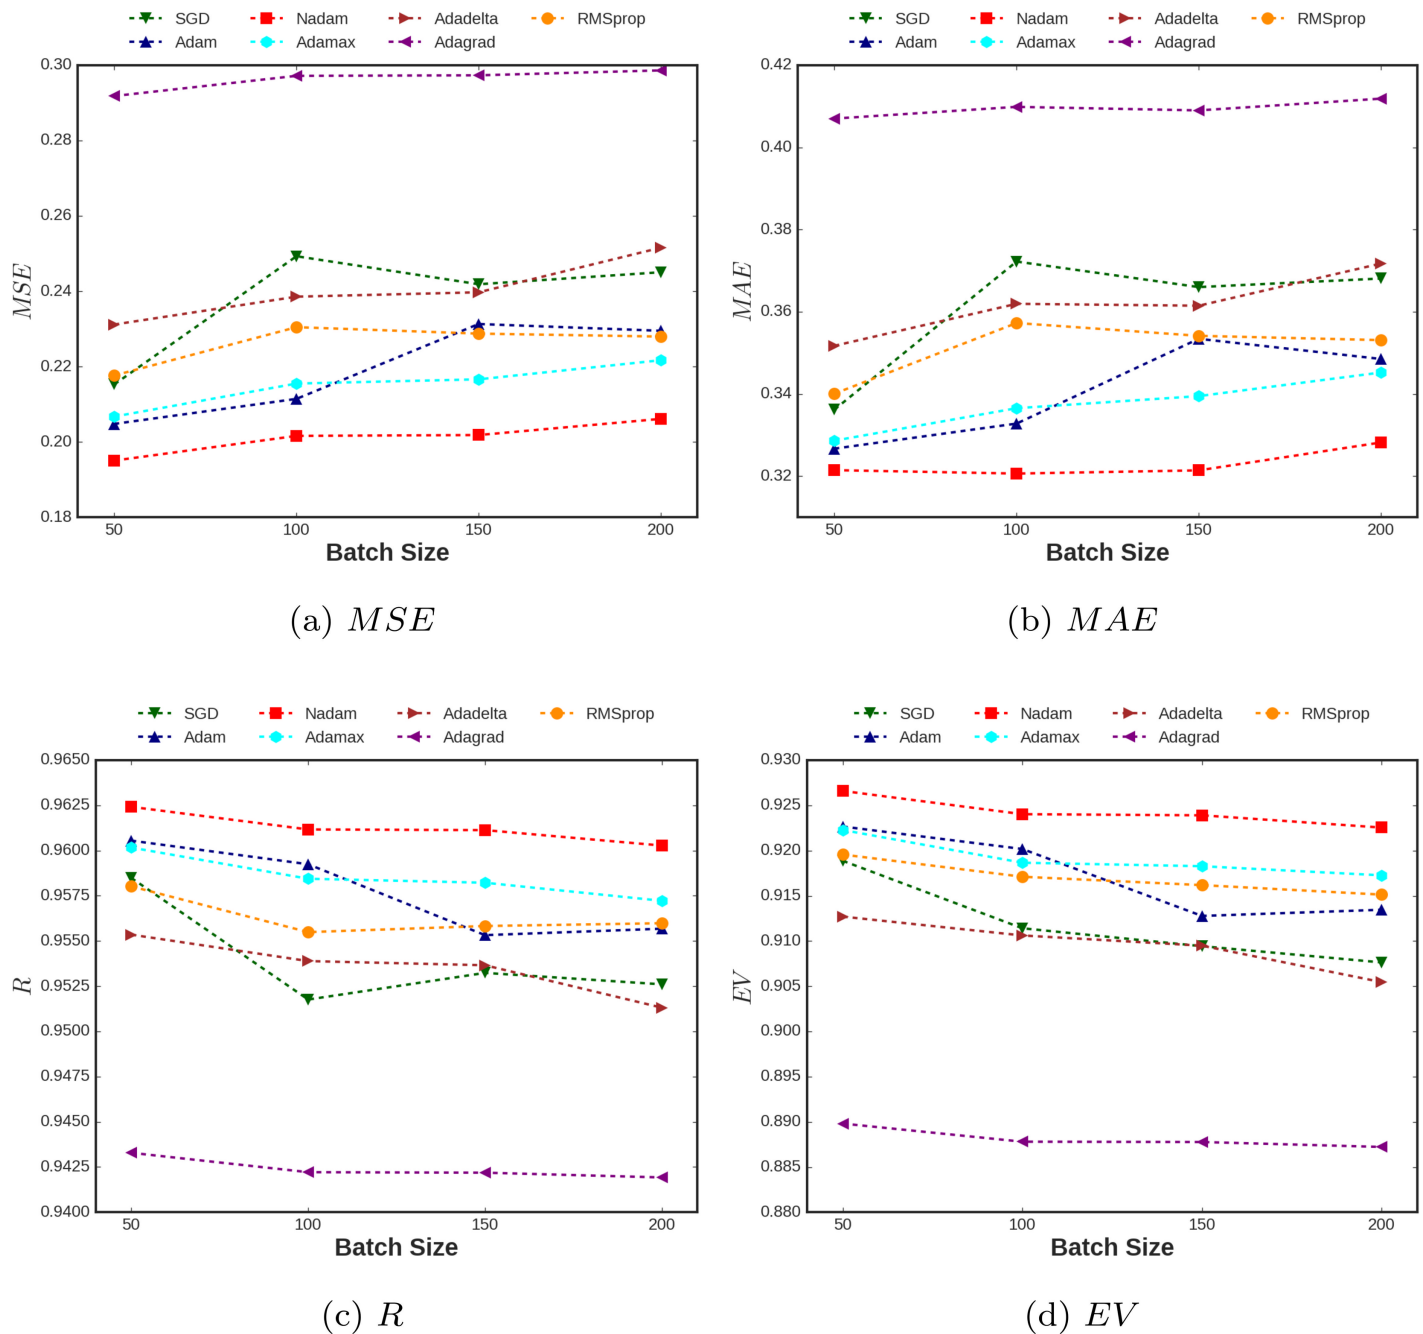 SGD Nadam Adadelta RMSprop
Adam Adamax Adagrad
0.30
0.28
0.26
0.24
0.22
0.20
0.18
MSE
50 100 150 200
Batch Size
(a) MSE
SGD Nadam Adadelta RMSprop
Adam Adamax Adagrad
0.42
0.40
0.38
0.36
0.34
0.32
MAE
50 100 150 200
Batch Size
(b) MAE
SGD Nadam Adadelta RMSprop
Adam Adamax Adagrad
0.9650
0.9625
0.9600
0.9575
0.9550
0.9525
0.9500
0.9475
0.9450
0.9425
0.9400
R
50 100 150 200
Batch Size
(c) R
SGD Nadam Adadelta RMSprop
Adam Adamax Adagrad
0.930
0.925
0.920
0.915
0.910
0.905
0.900
0.895
0.890
0.885
0.880
EV
50 100 150 200
Batch Size
(d) EV